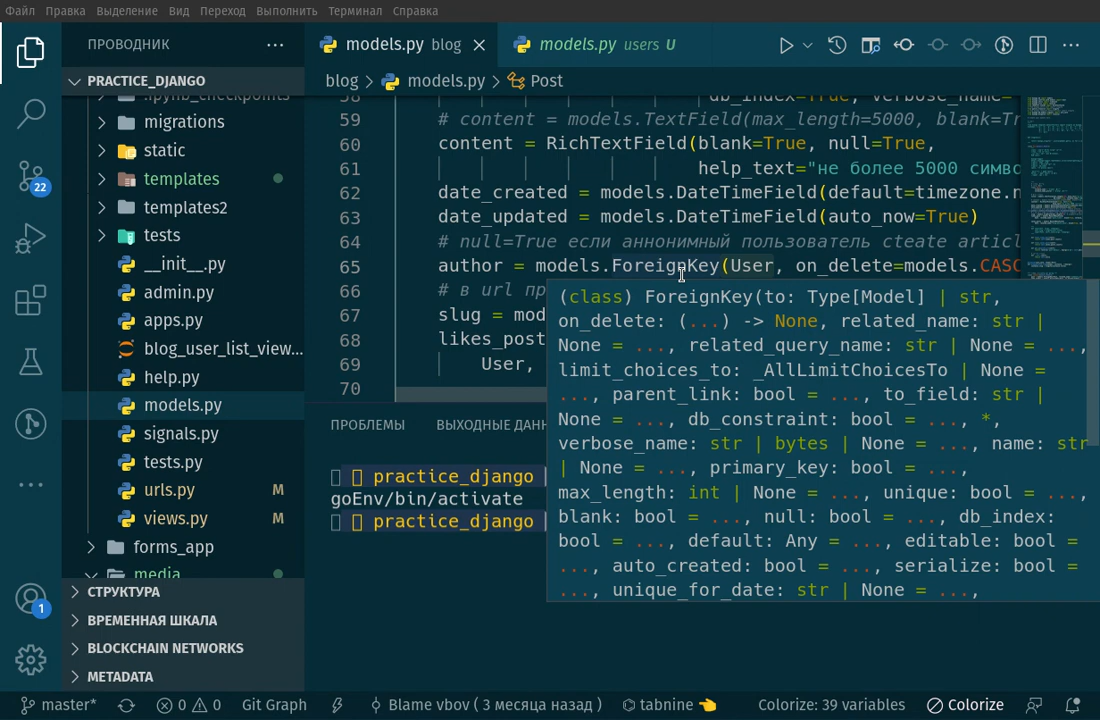 Файл Правка Выделение Вид Переход Выполнить Терминал Справка
ПРОВОДНИК
models.py blog
models.py users U
PRACTICE_DJANGO
blog > models.py > Post
.ipynb_checkpoints
migrations
static
templates
templates2
tests
__init__.py
admin.py
apps.py
blog_user_list_view...
help.py
models.py
signals.py
tests.py
urls.py M
views.py M
forms_app
media
СТРУКТУРА
ВРЕМЕННАЯ ШКАЛА
BLOCKCHAIN NETWORKS
METADATA
22
1
58 db_index=True, verbose_name=
59 # content = models.TextField(max_length=5000, blank=Tr
60 content = RichTextField(blank=True, null=True,
61 help_text="не более 5000 симво
62 date_created = models.DateTimeField(default=timezone.n
63 date_updated = models.DateTimeField(auto_now=True)
64 # null=True если аннонимный пользователь cteate articl
65 author = models.ForeignKey(User, on_delete=models.CASC
66 # в url пр
67 slug = mod
68 likes_post
69 User,
70
(class) ForeignKey(to: Type[Model] | str,
on_delete: (...) -> None, related_name: str |
None = ..., related_query_name: str | None = ...,
limit_choices_to: _AllLimitChoicesTo | None =
..., parent_link: bool = ..., to_field: str |
None = ..., db_constraint: bool = ..., *,
verbose_name: str | bytes | None = ..., name: str
| None = ..., primary_key: bool = ...,
max_length: int | None = ..., unique: bool = ...,
blank: bool = ..., null: bool = ..., db_index:
bool = ..., default: Any = ..., editable: bool =
..., auto_created: bool = ..., serialize: bool =
..., unique_for_date: str | None = ...,
ПРОБЛЕМЫ ВЫХОДНЫЕ ДАНН
practice_django
goEnv/bin/activate
practice_django
master* 0 0 Git Graph Blame vbov ( 3 месяца назад ) tabnine Colorize: 39 variables Colorize